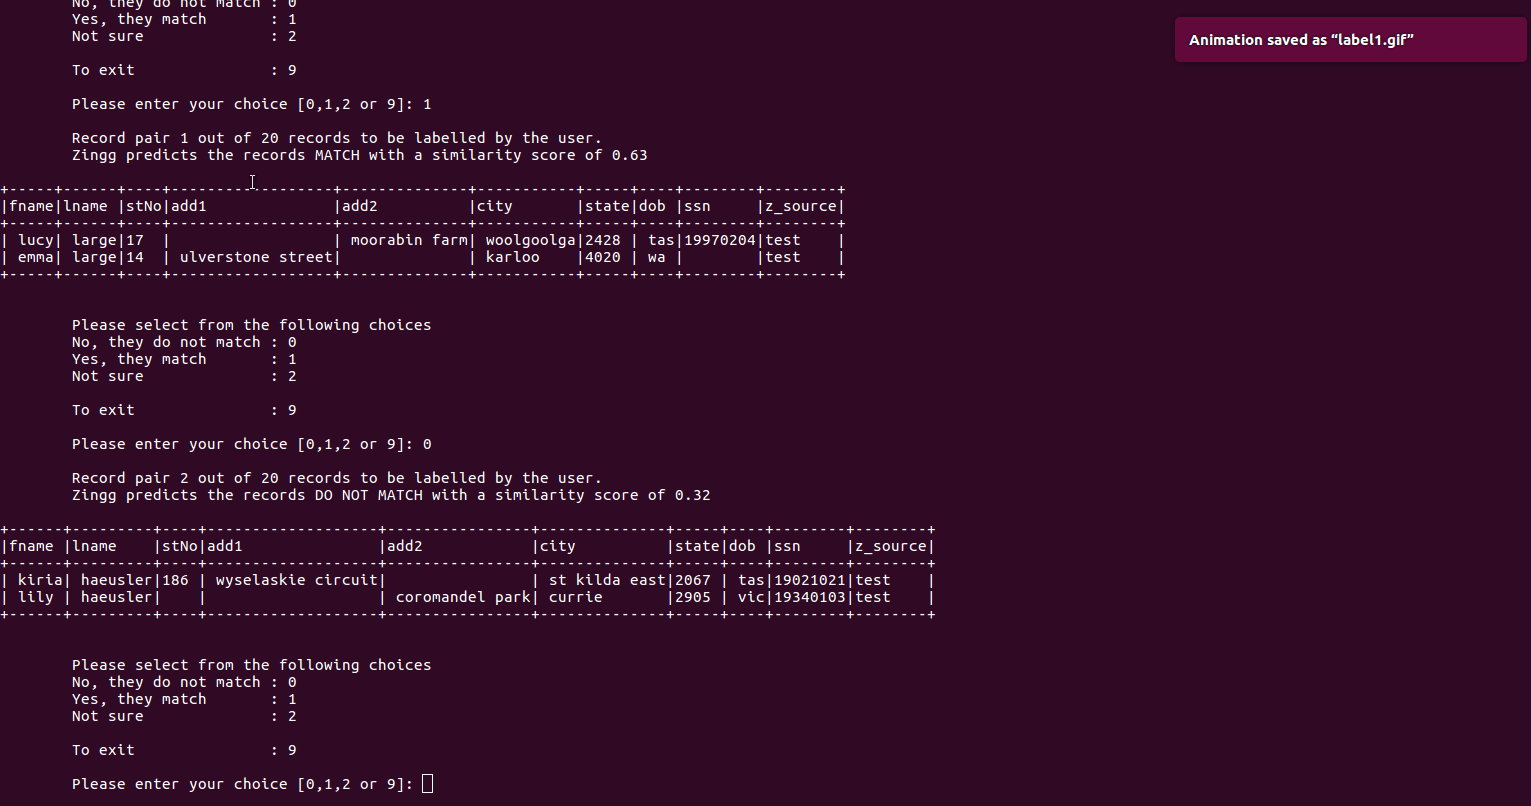 No, they do not match : 0
Yes, they match       : 1
Not sure              : 2
Animation saved as “label1.gif”
To exit               : 9
Please enter your choice [0,1,2 or 9]: 1
Record pair 1 out of 20 records to be labelled by the user.
Zingg predicts the records MATCH with a similarity score of 0.63
+-----+------+----+------------------+--------------+-----------+-----+----+--------+--------+
|fname|lname |stNo|add1              |add2          |city       |state|dob |ssn     |z_source|
+-----+------+----+------------------+--------------+-----------+-----+----+--------+--------+
| lucy| large|17  |                  | moorabin farm| woolgoolga|2428 | tas|19970204|test    |
| emma| large|14  | ulverstone street|              | karloo    |4020 | wa |        |test    |
+-----+------+----+------------------+--------------+-----------+-----+----+--------+--------+
Please select from the following choices
No, they do not match : 0
Yes, they match       : 1
Not sure              : 2
To exit               : 9
Please enter your choice [0,1,2 or 9]: 0
Record pair 2 out of 20 records to be labelled by the user.
Zingg predicts the records DO NOT MATCH with a similarity score of 0.32
+------+---------+----+-------------------+----------------+--------------+-----+----+--------+--------+
|fname |lname    |stNo|add1               |add2            |city          |state|dob |ssn     |z_source|
+------+---------+----+-------------------+----------------+--------------+-----+----+--------+--------+
| kiria| haeusler|186 | wyselaskie circuit|                | st kilda east|2067 | tas|19021021|test    |
| lily | haeusler|    |                   | coromandel park| currie       |2905 | vic|19340103|test    |
+------+---------+----+-------------------+----------------+--------------+-----+----+--------+--------+
Please select from the following choices
No, they do not match : 0
Yes, they match       : 1
Not sure              : 2
To exit               : 9
Please enter your choice [0,1,2 or 9]: